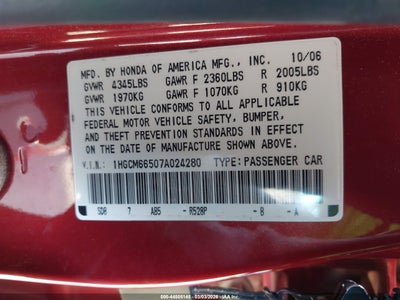 MFD. BY HONDA OF AMERICA MFG., INC. 10/06
GVWR 4345LBS GAWR F 2360LBS R 2005LBS
GVWR 1970KG GAWR F 1070KG R 910KG
THIS VEHICLE CONFORMS TO ALL APPLICABLE
FEDERAL MOTOR VEHICLE SAFETY, BUMPER,
AND THEFT PREVENTION STANDARDS IN EFFECT
ON THE DATE OF MANUFACTURE SHOWN ABOVE.
V.I.N.: 1HGCM66507A024280 TYPE: PASSENGER CAR
SD8 7 AB5 - R528P - B - A